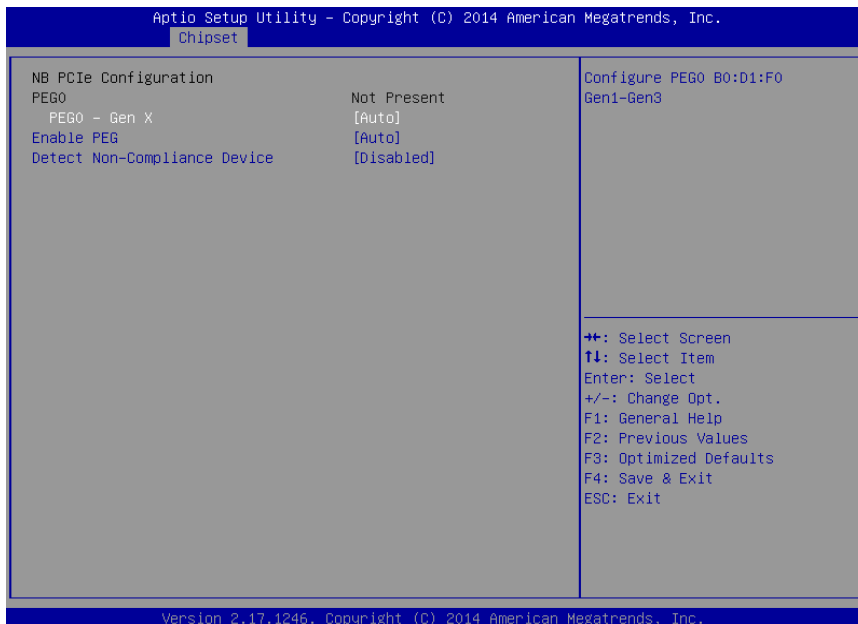 Aptio Setup Utility – Copyright (C) 2014 American Megatrends, Inc.
Chipset
NB PCIe Configuration
PEG0 Not Present
PEG0 – Gen X [Auto]
Enable PEG [Auto]
Detect Non-Compliance Device [Disabled]
Configure PEG0 B0:D1:F0
Gen1-Gen3
→←: Select Screen
↑↓: Select Item
Enter: Select
+/-: Change Opt.
F1: General Help
F2: Previous Values
F3: Optimized Defaults
F4: Save & Exit
ESC: Exit
Version 2.17.1246. Copyright (C) 2014 American Megatrends, Inc.